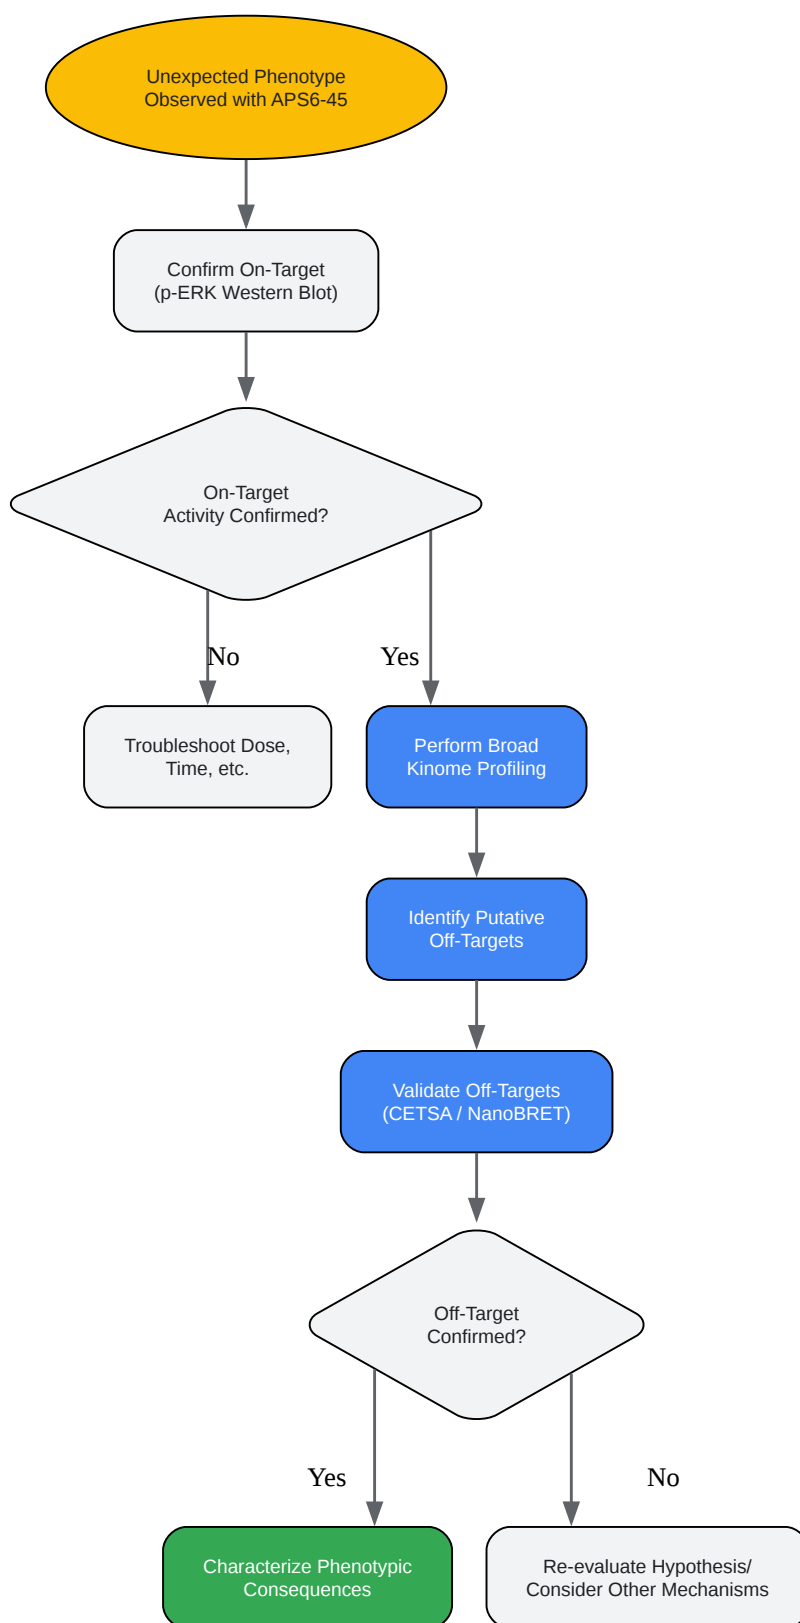 Unexpected Phenotype
Observed with APS6-45
Confirm On-Target
(p-ERK Western Blot)
On-Target
Activity Confirmed?
No
Yes
Troubleshoot Dose,
Time, etc.
Perform Broad
Kinome Profiling
Identify Putative
Off-Targets
Validate Off-Targets
(CETSA / NanoBRET)
Off-Target
Confirmed?
Yes
No
Characterize Phenotypic
Consequences
Re-evaluate Hypothesis/
Consider Other Mechanisms